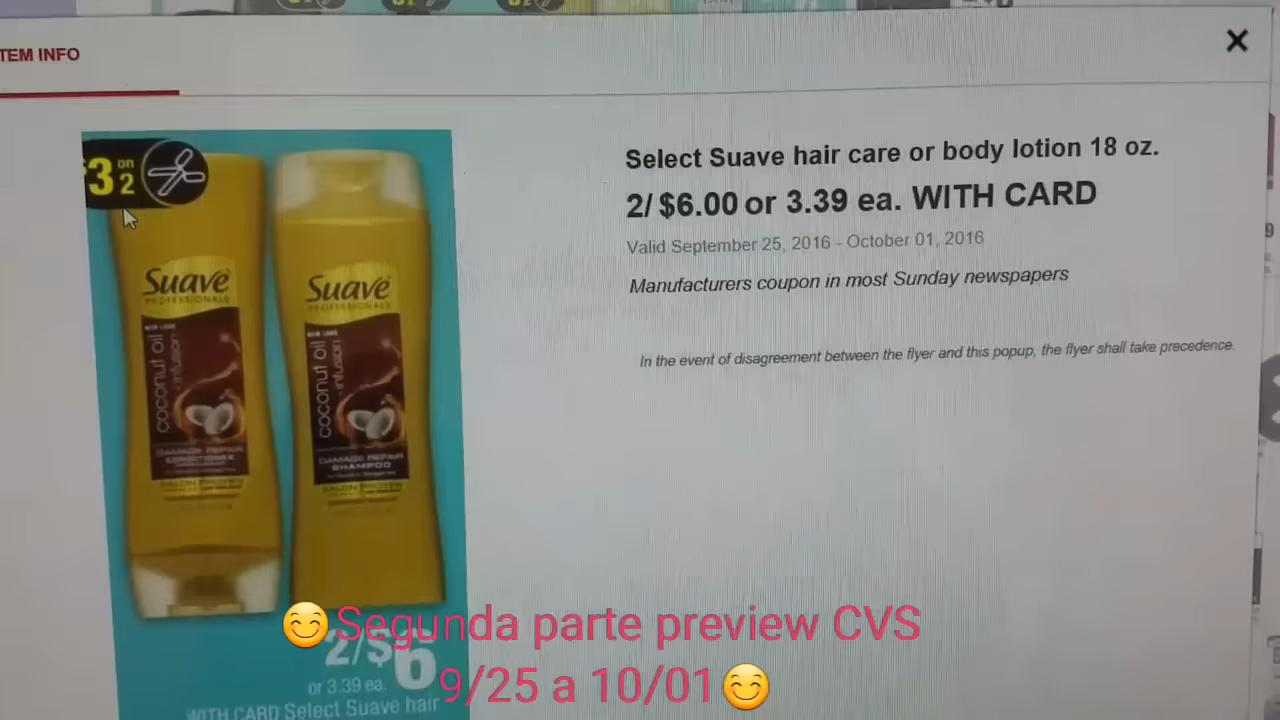 TEM INFO
Select Suave hair care or body lotion 18 oz.
2/ $6.00 or 3.39 ea. WITH CARD
Valid September 25, 2016 - October 01, 2016
Manufacturers coupon in most Sunday newspapers
In the event of disagreement between the flyer and this popup, the flyer shall take precedence.
$3 on 2
Suave
PROFESSIONALS
coconut oil
infusion
DAMAGE REPAIR
CONDITIONER
Suave
PROFESSIONALS
coconut oil
infusion
DAMAGE REPAIR
SHAMPOO
2/$6
or 3.39 ea.
WITH CARD Select Suave hair
😊Segunda parte preview CVS
9/25 a 10/01😊